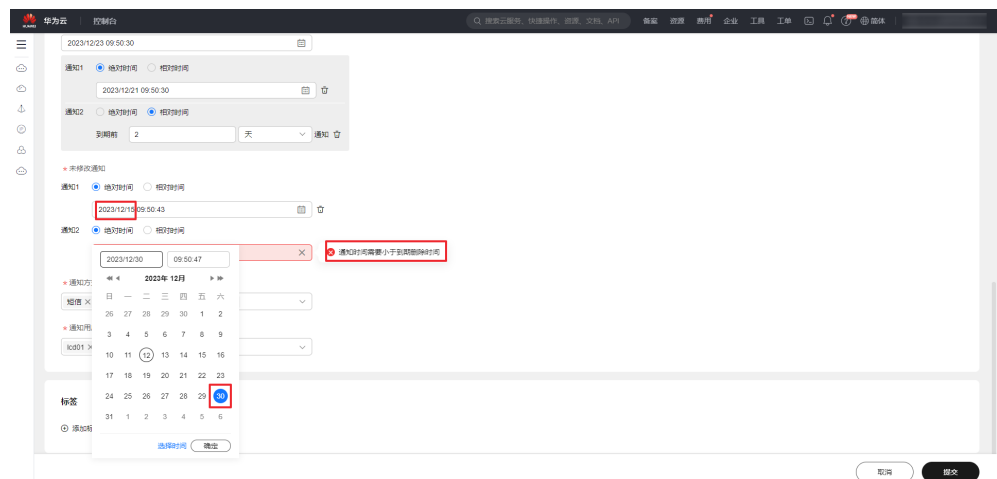 HUAWEI
华为云 控制台 搜索云服务、快捷操作、资源、文档、API 备案 资源 费用 企业 工具 工单 简体
2023/12/23 09:50:30
通知1 绝对时间 相对时间
2023/12/21 09:50:30
通知2 绝对时间 相对时间
到期前 2 天 通知
* 未修改通知
通知1 绝对时间 相对时间
2023/12/15 09:50:43
通知2 绝对时间 相对时间
通知时间需要小于到期删除时间
2023/12/30 09:50:47
* 通知方
2023年 12月
日 一 二 三 四 五 六
短信
26 27 28 29 30 1 2
* 通知用
3 4 5 6 7 8 9
lcd01
10 11 12 13 14 15 16
17 18 19 20 21 22 23
24 25 26 27 28 29 30
标签
31 1 2 3 4 5 6
添加标
选择时间 确定
取消 提交